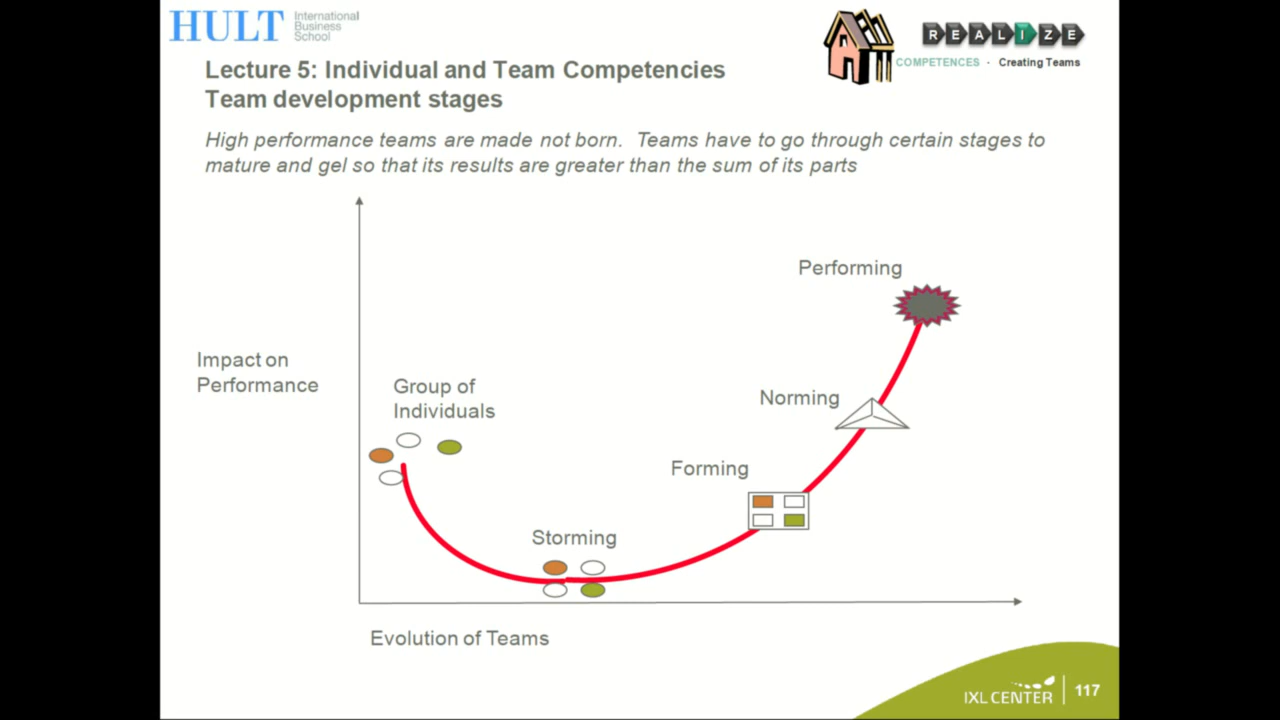 HULT International
Business
School
REALIZE
COMPETENCES · Creating Teams
Lecture 5: Individual and Team Competencies
Team development stages
High performance teams are made not born. Teams have to go through certain stages to
mature and gel so that its results are greater than the sum of its parts
Performing
Impact on
Performance
Group of
Individuals
Norming
Forming
Storming
Evolution of Teams
IXL CENTER
117